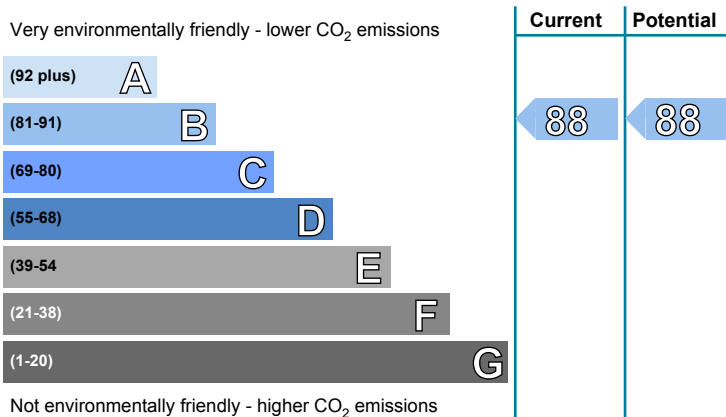 Very environmentally friendly - lower CO2 emissions
Current
Potential
(92 plus) A
(81-91) B
88
88
(69-80) C
(55-68) D
(39-54 E
(21-38) F
(1-20) G
Not environmentally friendly - higher CO2 emissions